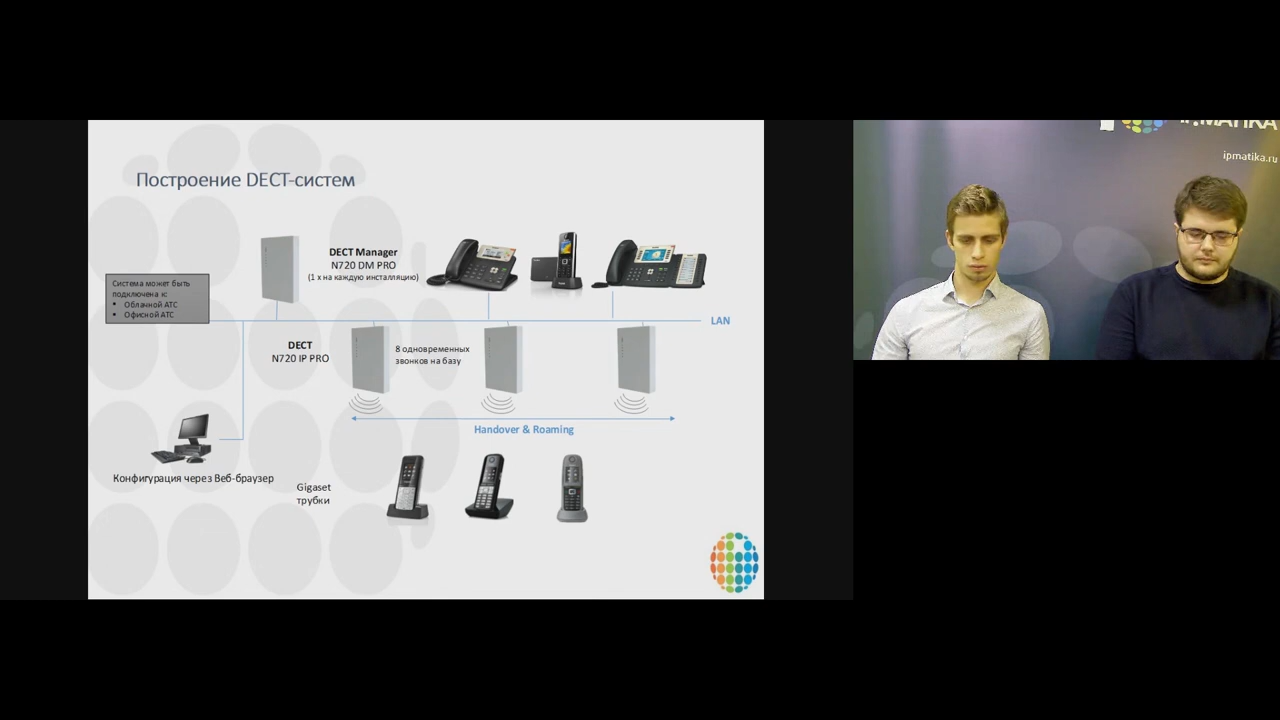 Построение DECT-систем
DECT Manager
N720 DM PRO
(1 х на каждую инсталляцию)
Система может быть
подключена к:
• Облачной АТС
• Офисной АТС
LAN
DECT
N720 IP PRO
8 одновременных
звонков на базу
Handover & Roaming
Конфигурация через Веб-браузер
Gigaset
трубки
ipmatika.ru